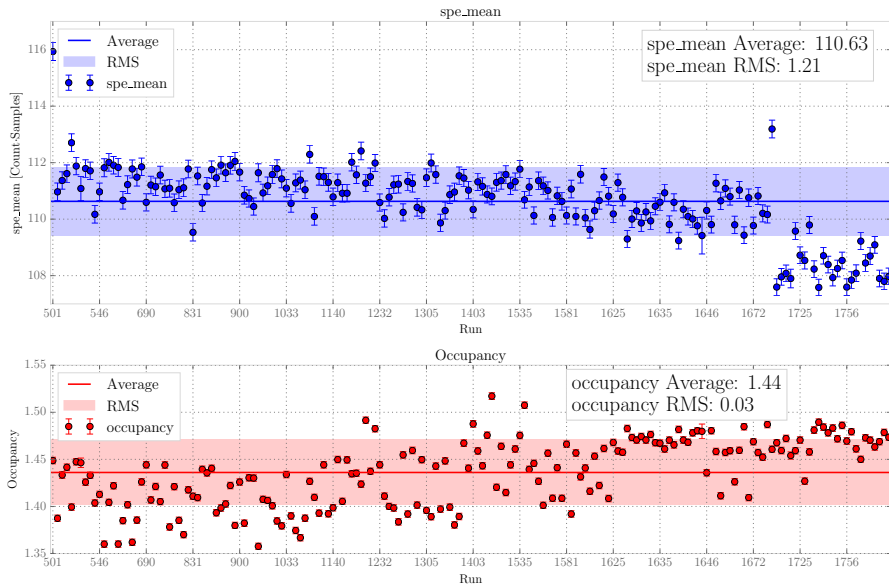 spe_mean
116
114
112
110
108
spe_mean [Count·Samples]
Average
RMS
spe_mean
spe_mean Average: 110.63
spe_mean RMS: 1.21
501 546 690 831 900 1033 1140 1232 1305 1403 1535 1581 1625 1635 1646 1672 1725 1756
Run
Occupancy
1.55
1.50
1.45
1.40
1.35
Occupancy
Average
RMS
occupancy
occupancy Average: 1.44
occupancy RMS: 0.03
501 546 690 831 900 1033 1140 1232 1305 1403 1535 1581 1625 1635 1646 1672 1725 1756
Run